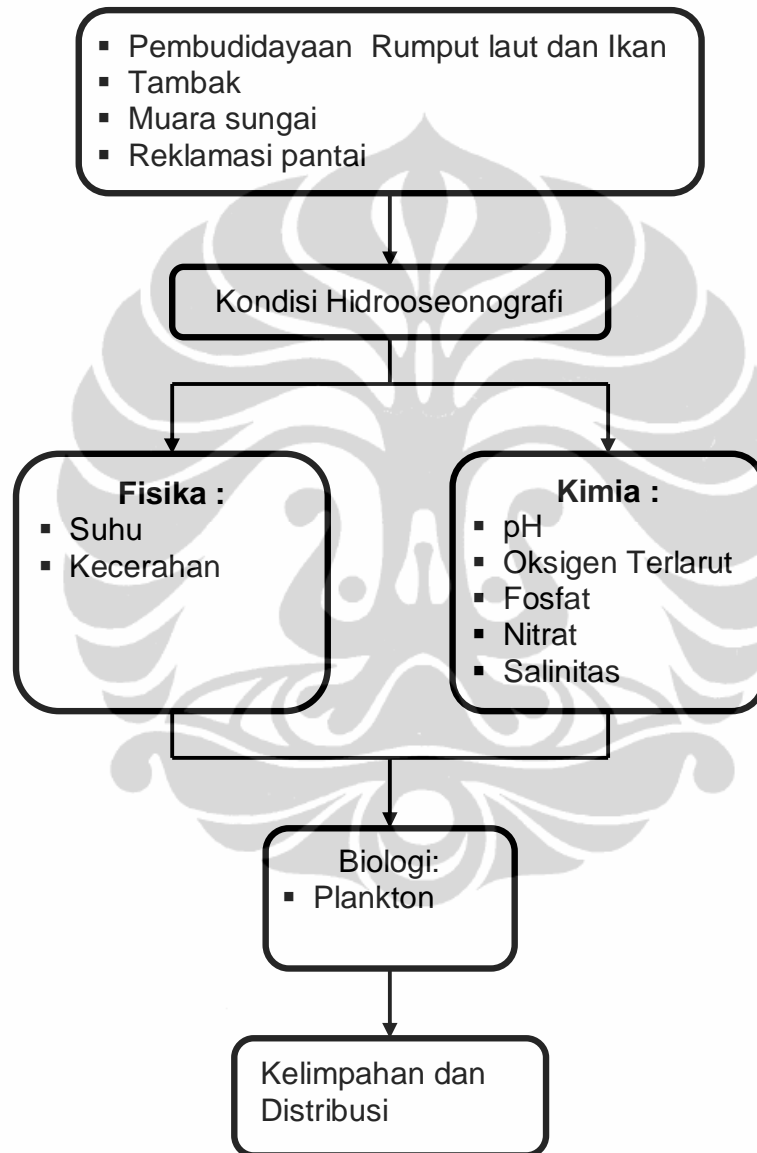 ▪ Pembudidayaan Rumput laut dan Ikan
▪ Tambak
▪ Muara sungai
▪ Reklamasi pantai
Kondisi Hidrooseonografi
Fisika :
▪ Suhu
▪ Kecerahan
Kimia :
▪ pH
▪ Oksigen Terlarut
▪ Fosfat
▪ Nitrat
▪ Salinitas
Biologi:
▪ Plankton
Kelimpahan dan
Distribusi